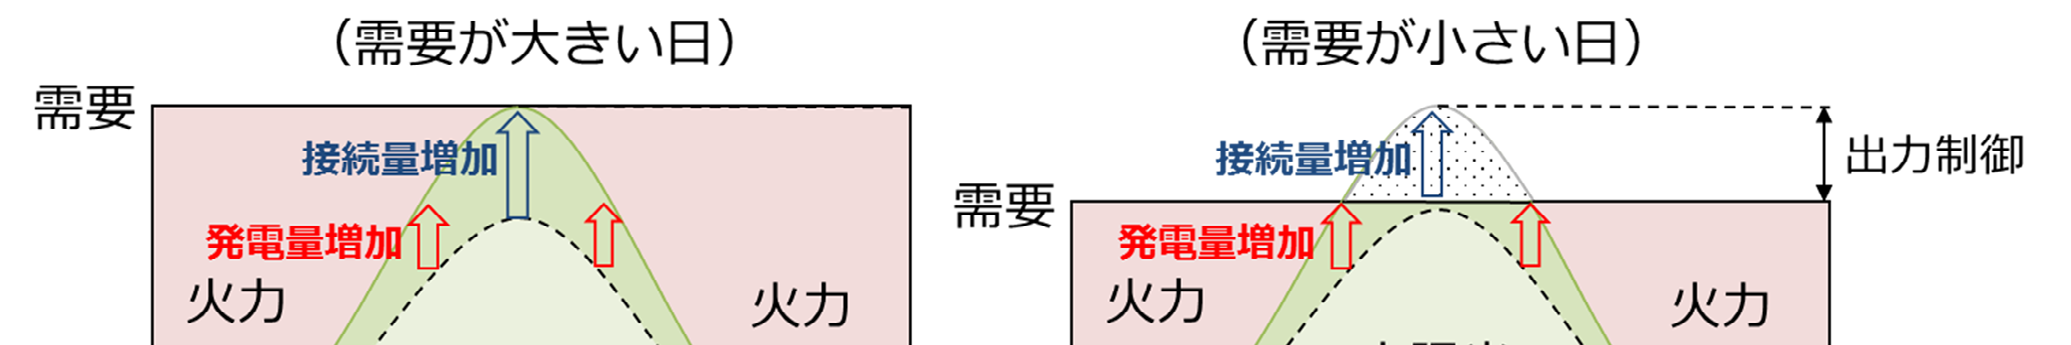 （需要が大きい日）
需要
接続量増加
発電量増加
火力
火力
（需要が小さい日）
需要
接続量増加
出力制御
発電量増加
火力
火力